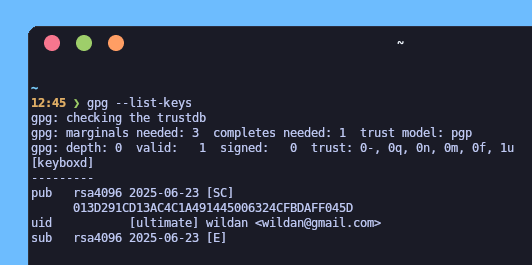 ~
~
12:45 ❯ gpg --list-keys
gpg: checking the trustdb
gpg: marginals needed: 3  completes needed: 1  trust model: pgp
gpg: depth: 0  valid:   1  signed:   0  trust: 0-, 0q, 0n, 0m, 0f, 1u
[keyboxd]
---------
pub   rsa4096 2025-06-23 [SC]
      013D291CD13AC4C1A491445006324CFBDAFF045D
uid           [ultimate] wildan <wildan@gmail.com>
sub   rsa4096 2025-06-23 [E]